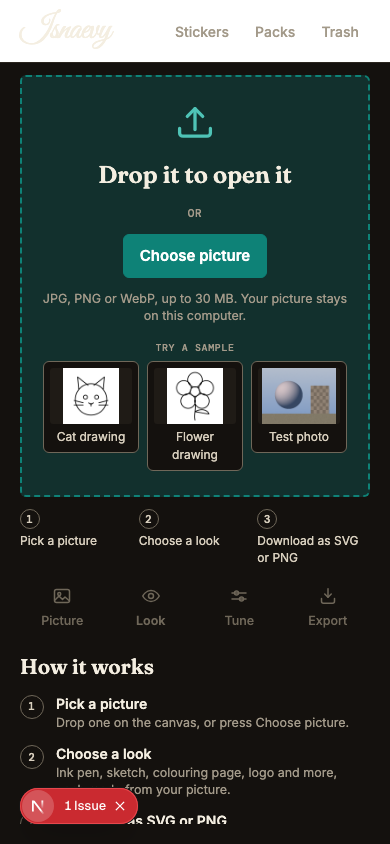 Jsnaevy
Stickers Packs Trash
Drop it to open it
OR
Choose picture
JPG, PNG or WebP, up to 30 MB. Your picture stays
on this computer.
TRY A SAMPLE
Cat drawing
Flower
drawing
Test photo
1
Pick a picture
2
Choose a look
3
Download as SVG
or PNG
Picture Look Tune Export
How it works
1 Pick a picture
Drop one on the canvas, or press Choose picture.
2 Choose a look
Ink pen, sketch, colouring page, logo and more,
from your picture.
as SVG or PNG
N 1 Issue